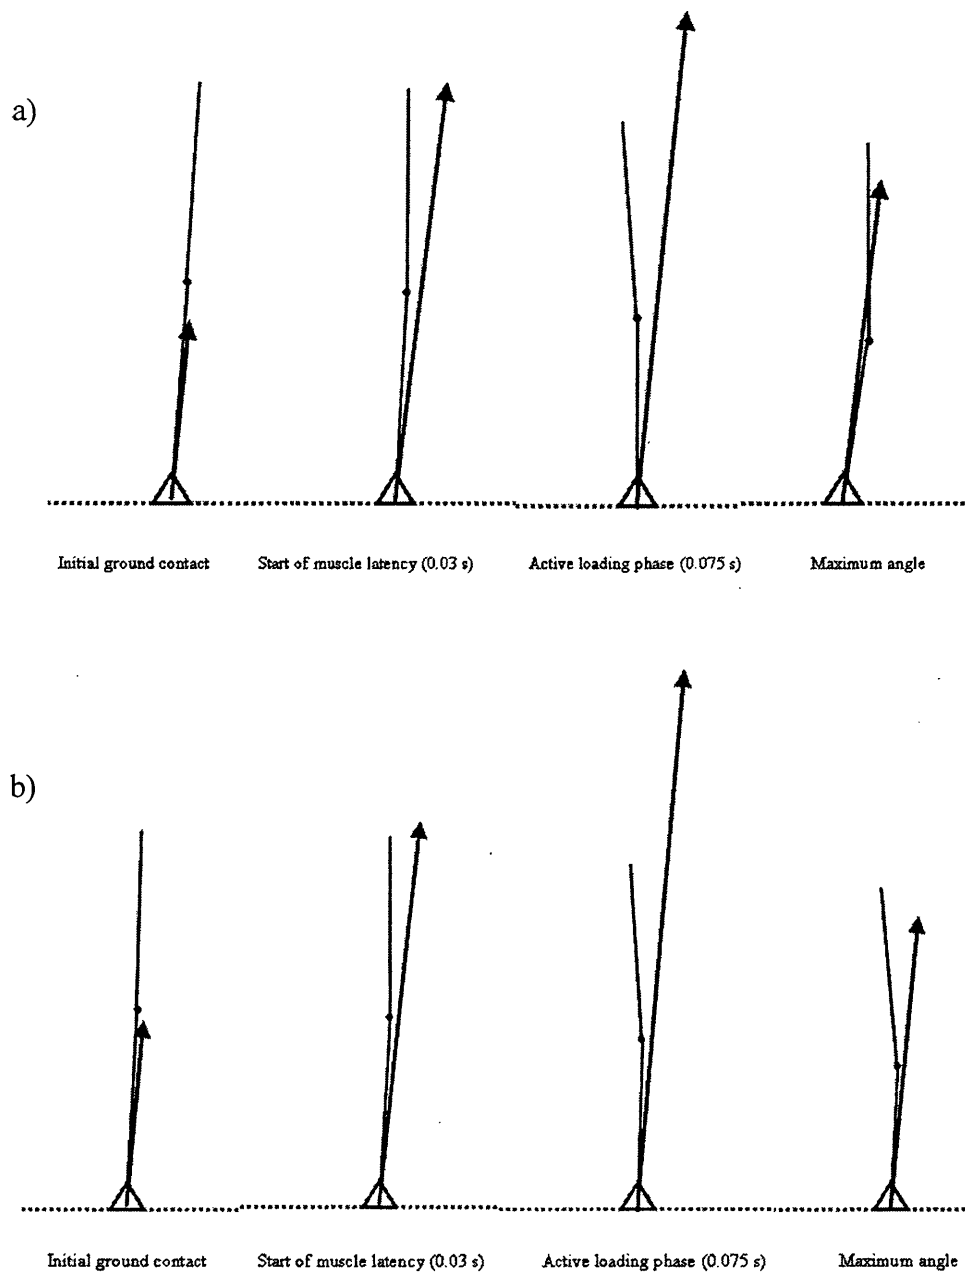 a)
Initial ground contact Start of muscle latency (0.03 s) Active loading phase (0.075 s) Maximum angle
b)
Initial ground contact Start of muscle latency (0.03 s) Active loading phase (0.075 s) Maximum angle